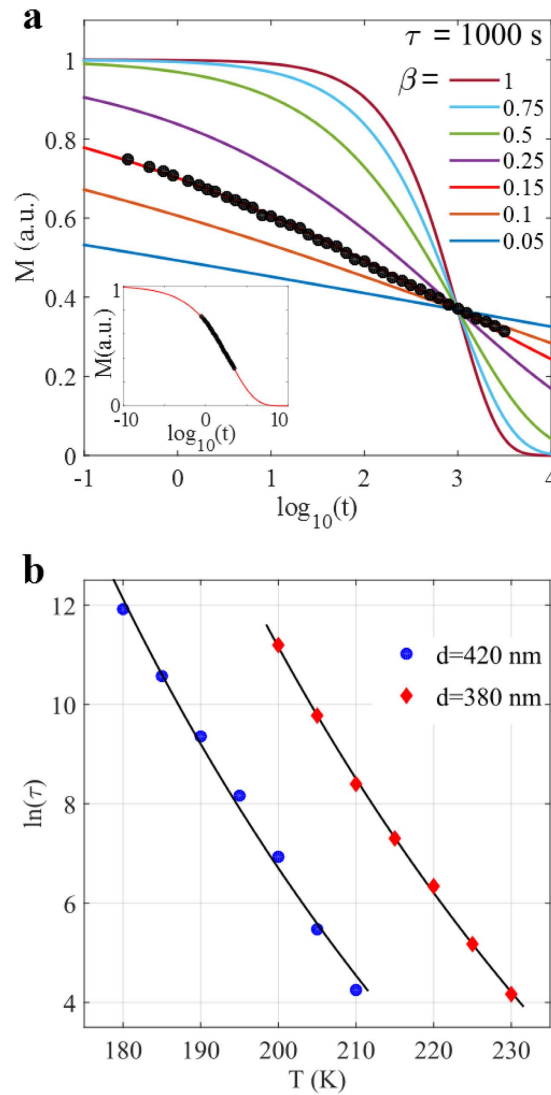 a
τ = 1000 s
β =
1
0.75
0.5
0.25
0.15
0.1
0.05
M (a.u.)
1
0.8
0.6
0.4
0.2
0
M(a.u.)
1
0
-10
0
10
log10(t)
-1
0
1
2
3
4
log10(t)
b
ln(τ)
12
10
8
6
4
d=420 nm
d=380 nm
180
190
200
210
220
230
T (K)